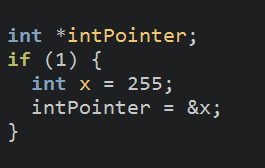 int *intPointer;
if (1) {
  int x = 255;
  intPointer = &x;
}